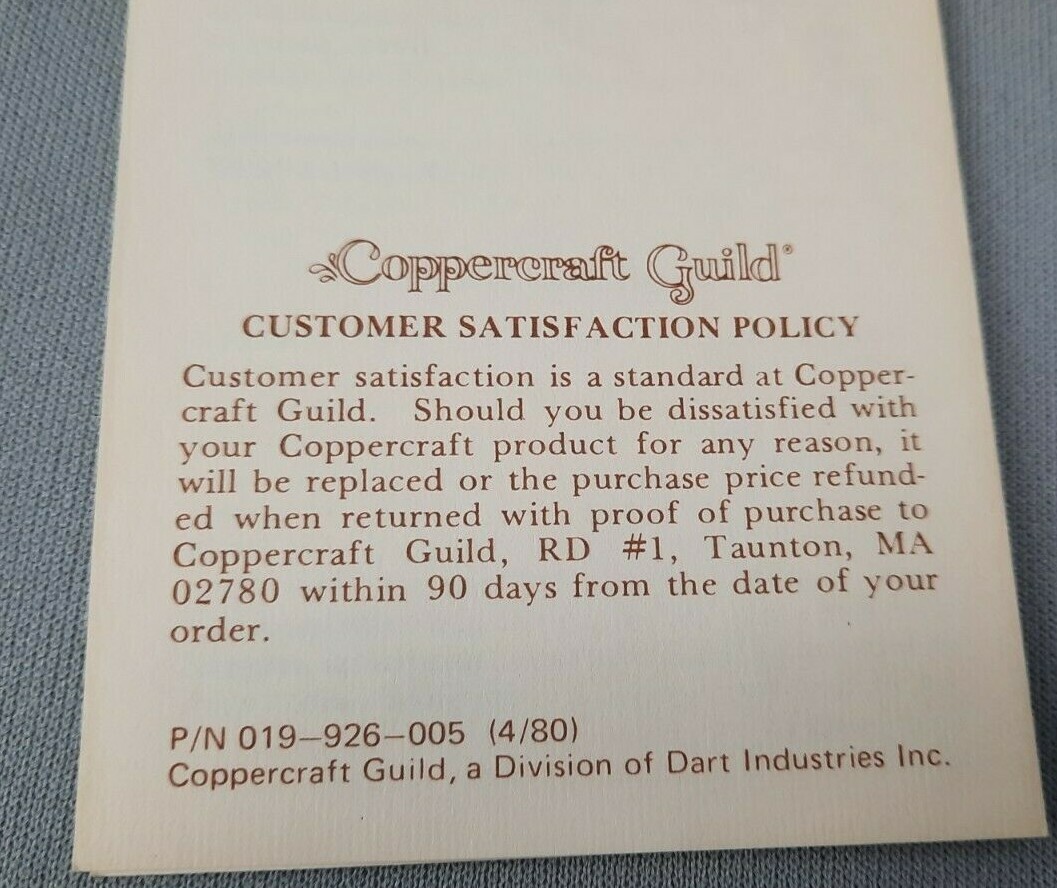 Coppercraft Guild®
CUSTOMER SATISFACTION POLICY
Customer satisfaction is a standard at Copper-
craft Guild. Should you be dissatisfied with
your Coppercraft product for any reason, it
will be replaced or the purchase price refund-
ed when returned with proof of purchase to
Coppercraft Guild, RD #1, Taunton, MA
02780 within 90 days from the date of your
order.
P/N 019–926–005 (4/80)
Coppercraft Guild, a Division of Dart Industries Inc.